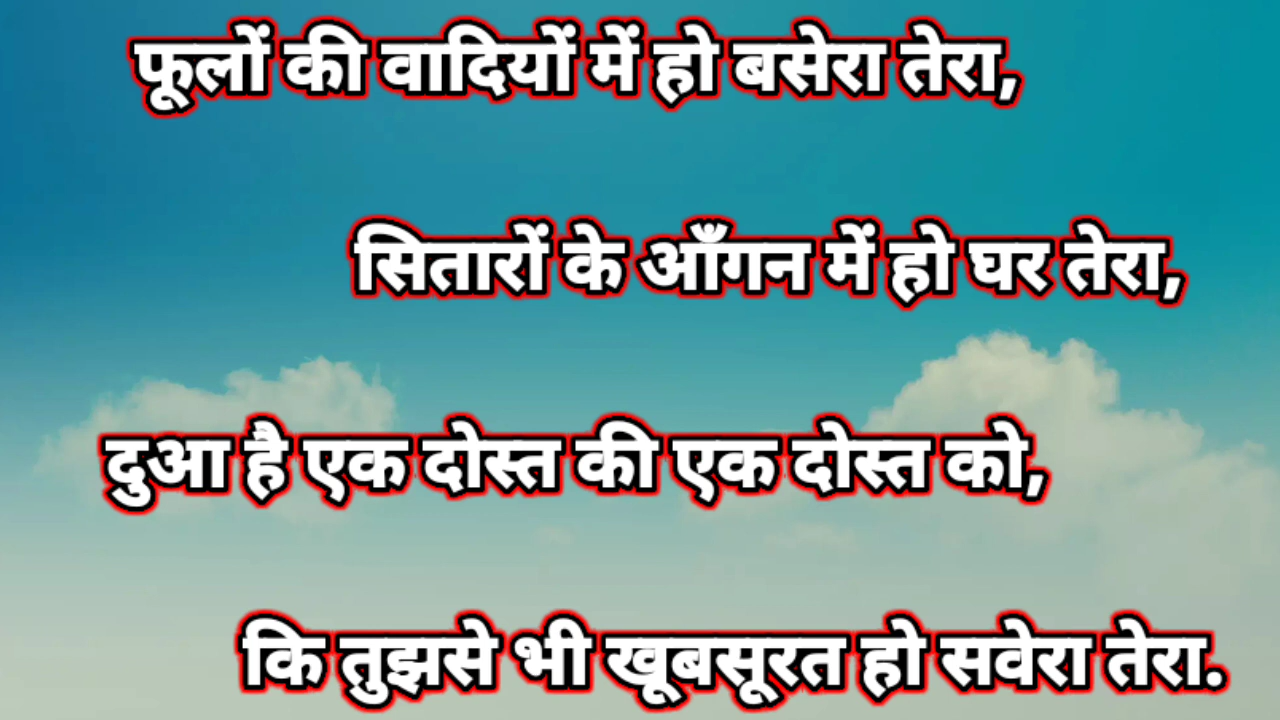 फूलों की वादियों में हो बसेरा तेरा,
सितारों के आँगन में हो घर तेरा,
दुआ है एक दोस्त की एक दोस्त को,
कि तुझसे भी खूबसूरत हो सवेरा तेरा.